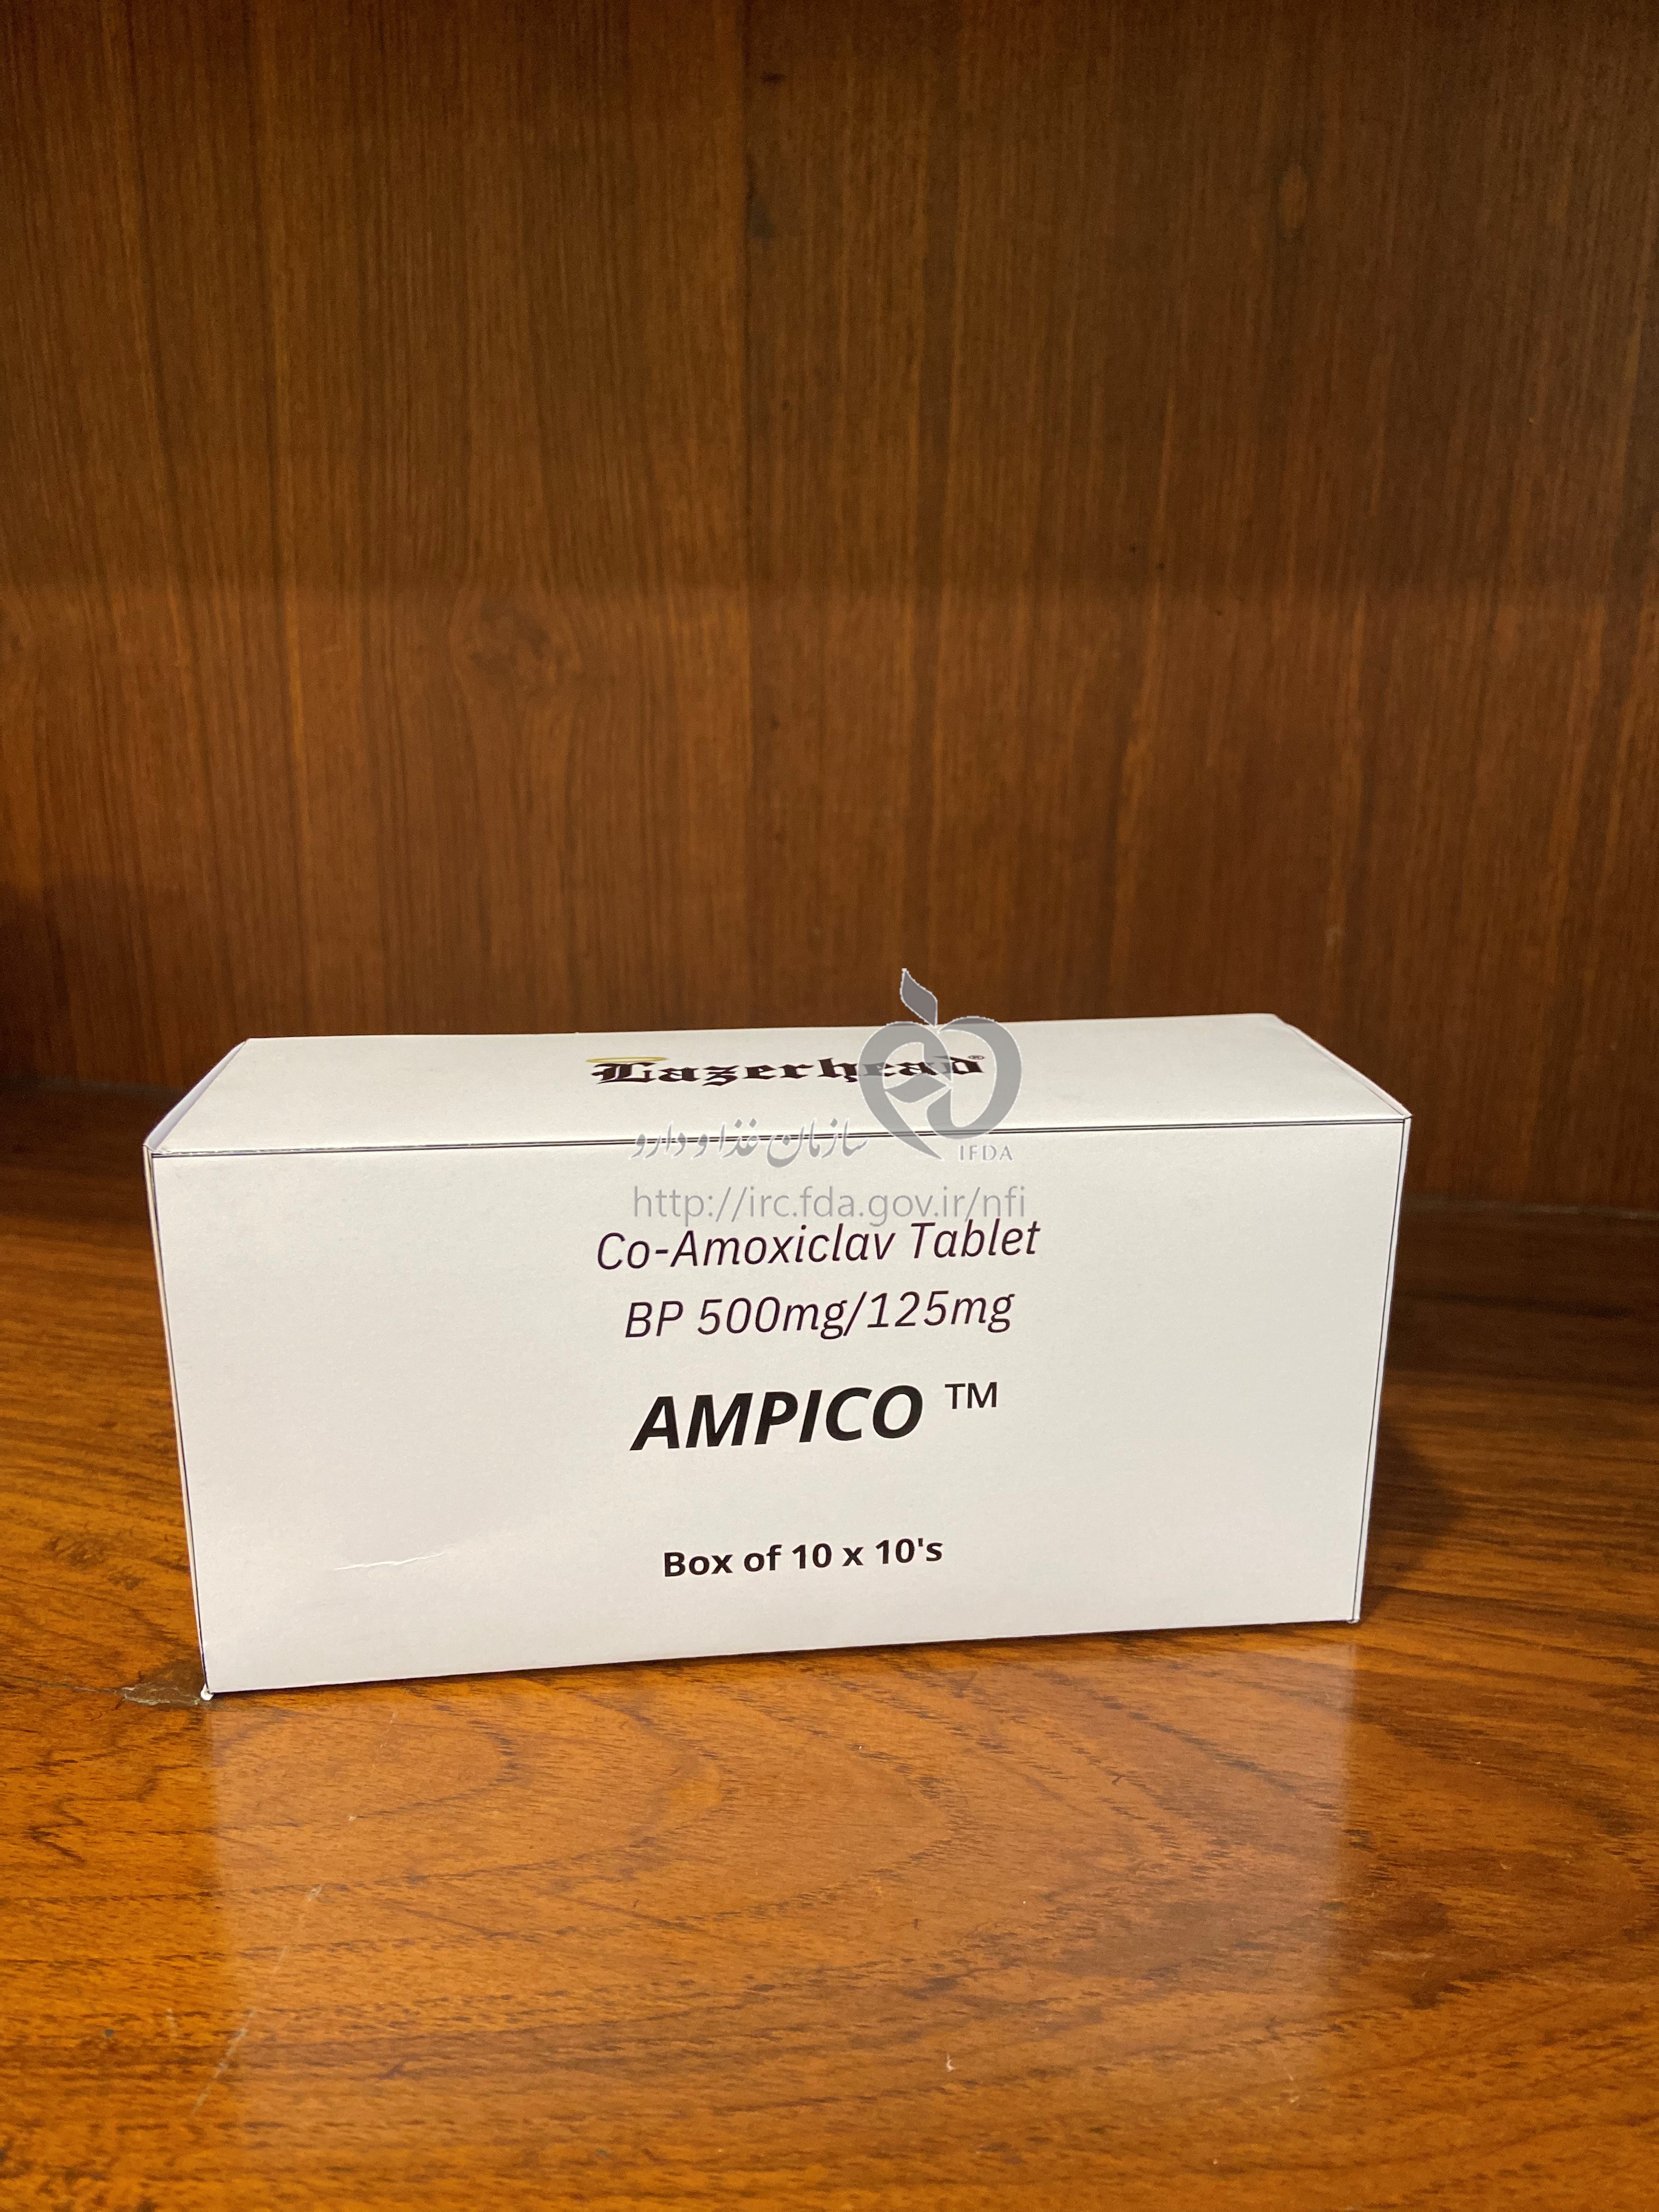 Lazerhead®
سازمان غذا و دارو
IFDA
http://irc.fda.gov.ir/nfi
Co-Amoxiclav Tablet
BP 500mg/125mg
AMPICO ™
Box of 10 x 10's